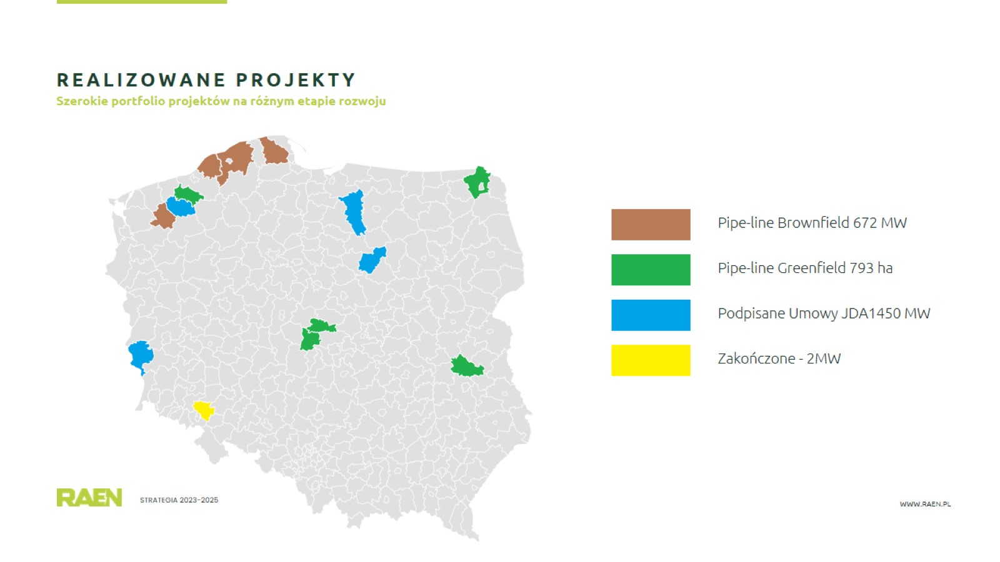 REALIZOWANE PROJEKTY
Szerokie portfolio projektów na różnym etapie rozwoju
Pipe-line Brownfield 672 MW
Pipe-line Greenfield 793 ha
Podpisane Umowy JDA1450 MW
Zakończone - 2MW
RAEN
STRATEGIA 2023-2025
WWW.RAEN.PL